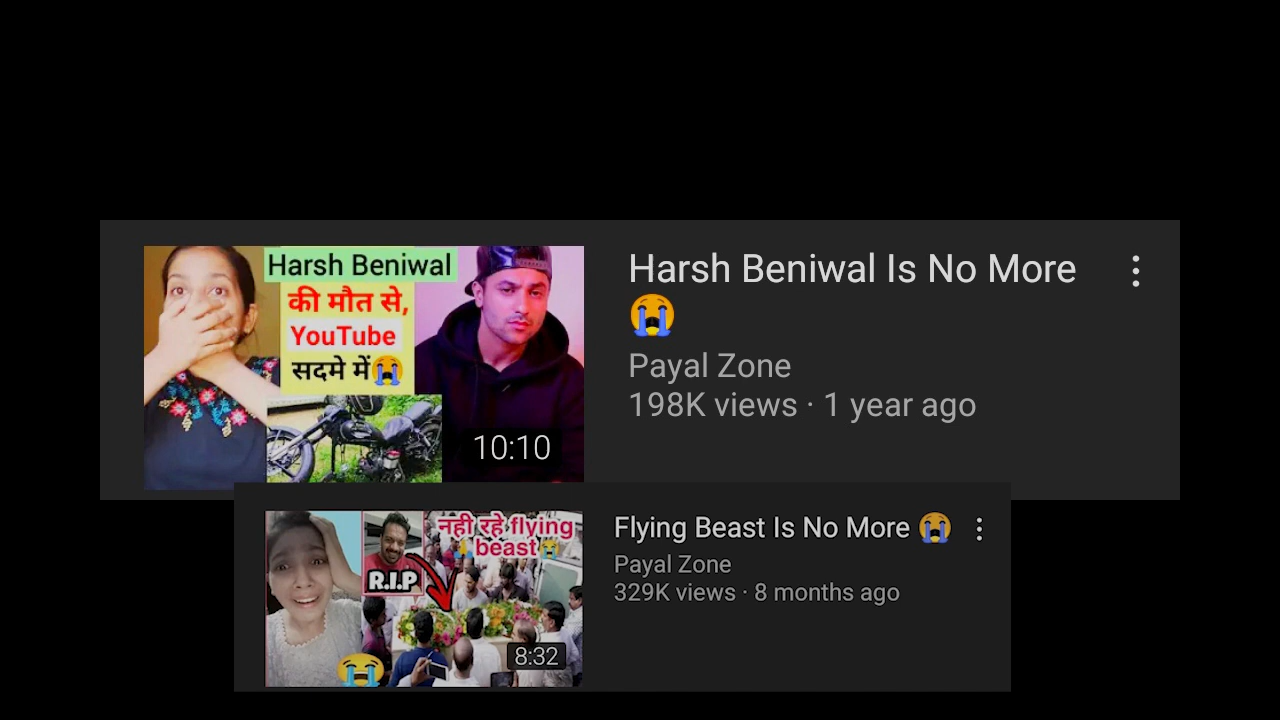 Harsh Beniwal
की मौत से,
YouTube
सदमे में😭
10:10
Harsh Beniwal Is No More
😭
Payal Zone
198K views · 1 year ago
नही रहे flying
beast😭
R.I.P
8:32
Flying Beast Is No More 😭
Payal Zone
329K views · 8 months ago